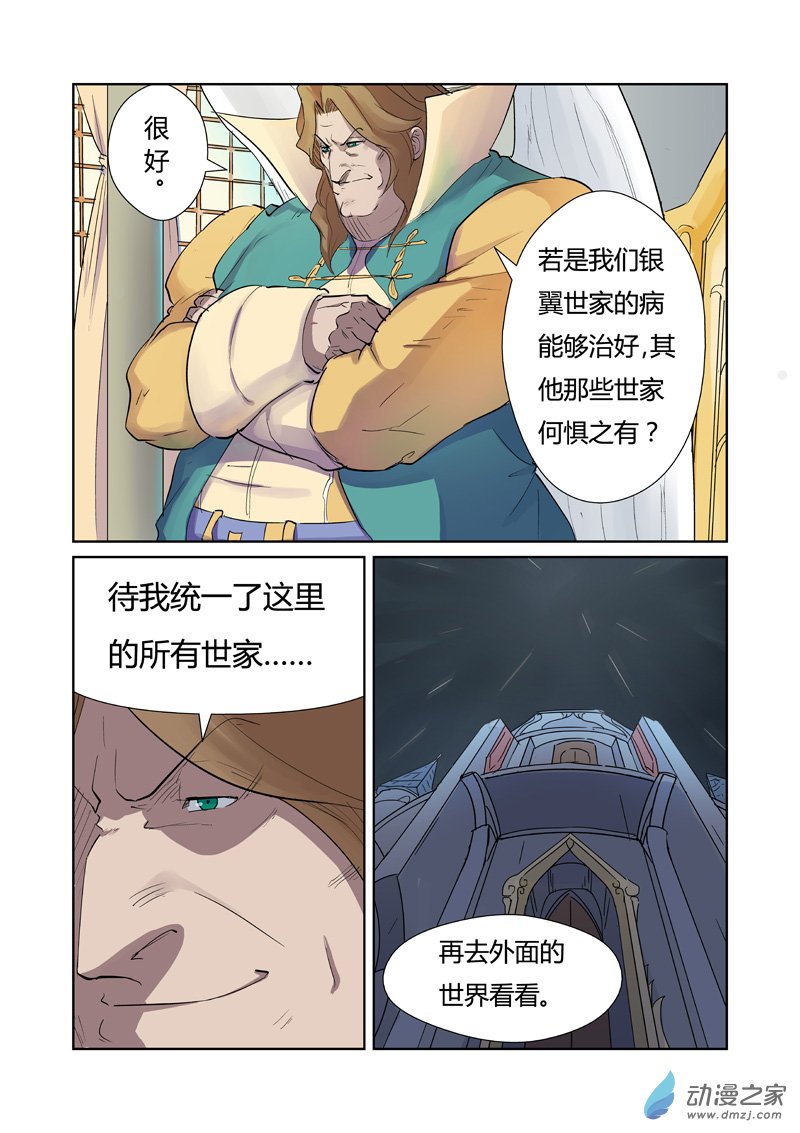 很好。
若是我们银
翼世家的病
能够治好,其
他那些世家
何惧之有？
待我统一了这里
的所有世家……
再去外面的
世界看看。
动漫之家
www.dmzj.com